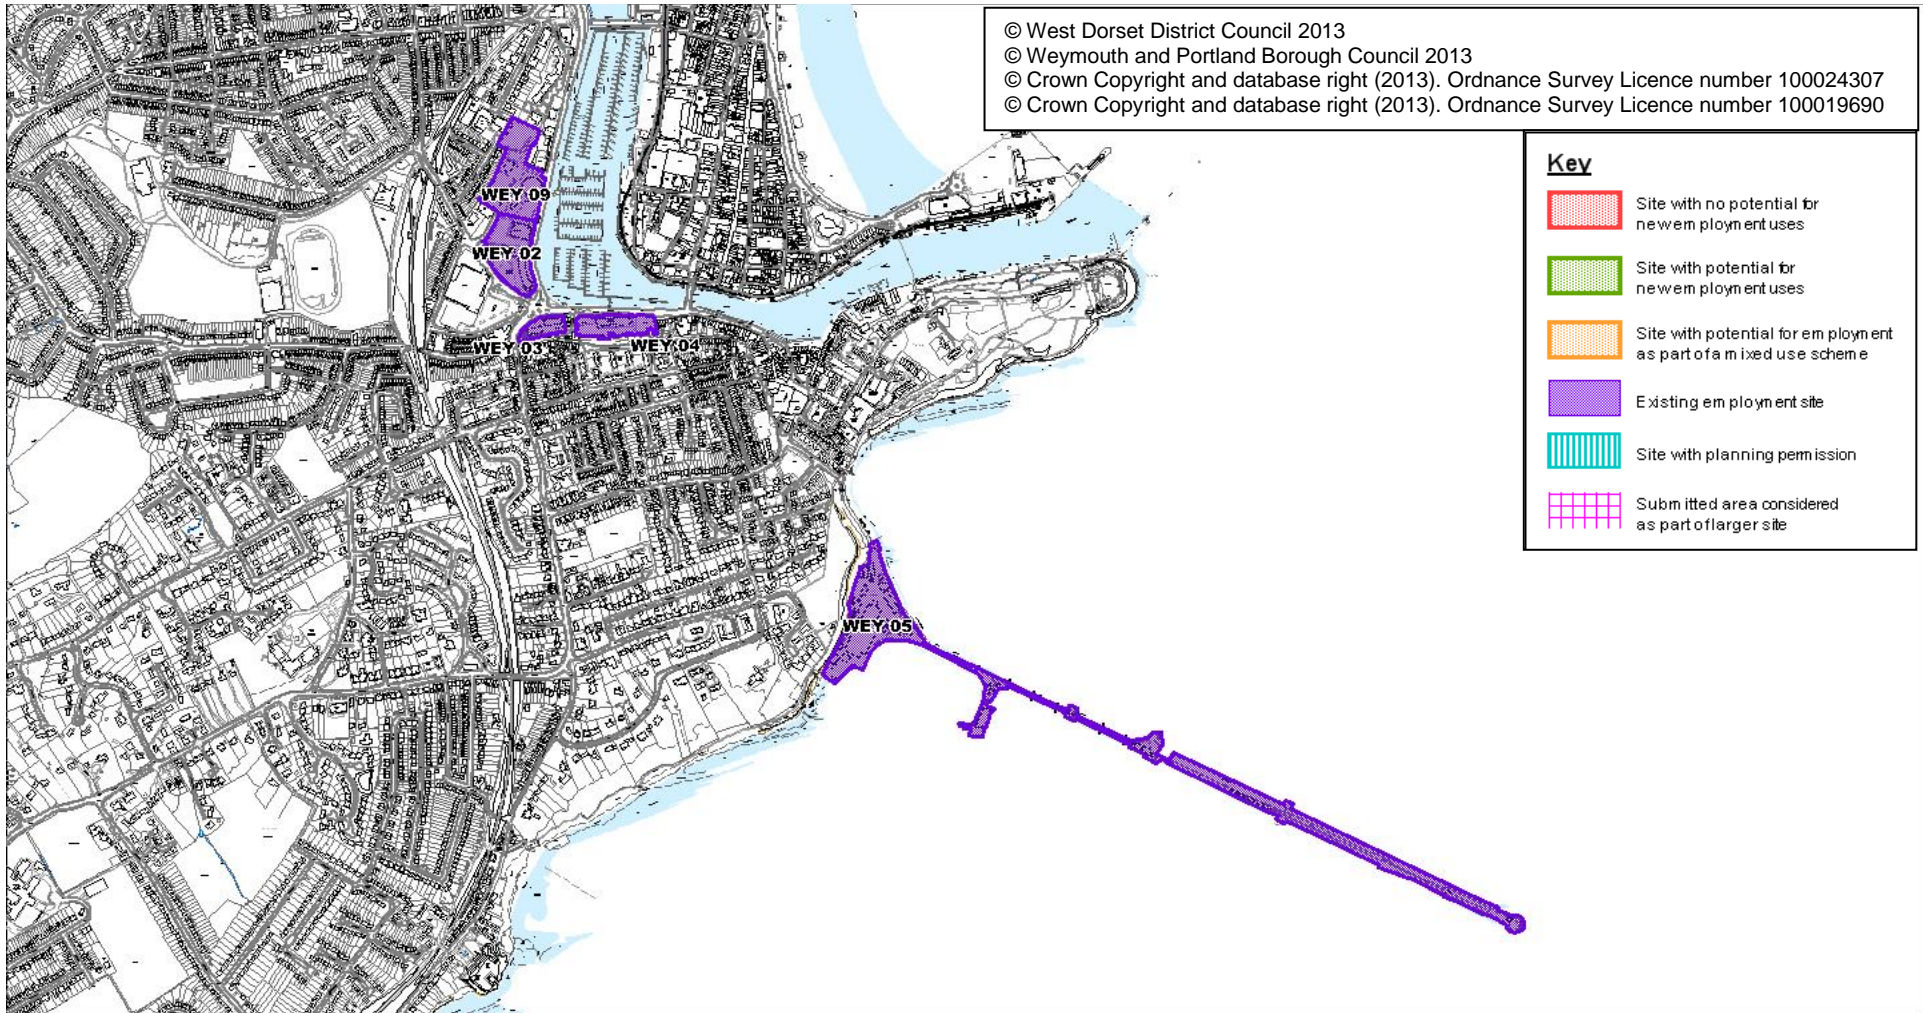 © West Dorset District Council 2013
© Weymouth and Portland Borough Council 2013
© Crown Copyright and database right (2013). Ordnance Survey Licence number 100024307
© Crown Copyright and database right (2013). Ordnance Survey Licence number 100019690
Key
Site with no potential for
new employment uses
Site with potential for
new employment uses
Site with potential for employment
as part of a mixed use scheme
Existing employment site
Site with planning permission
Submitted area considered
as part of larger site
WEY 09
WEY 02
WEY 03
WEY 04
WEY 05